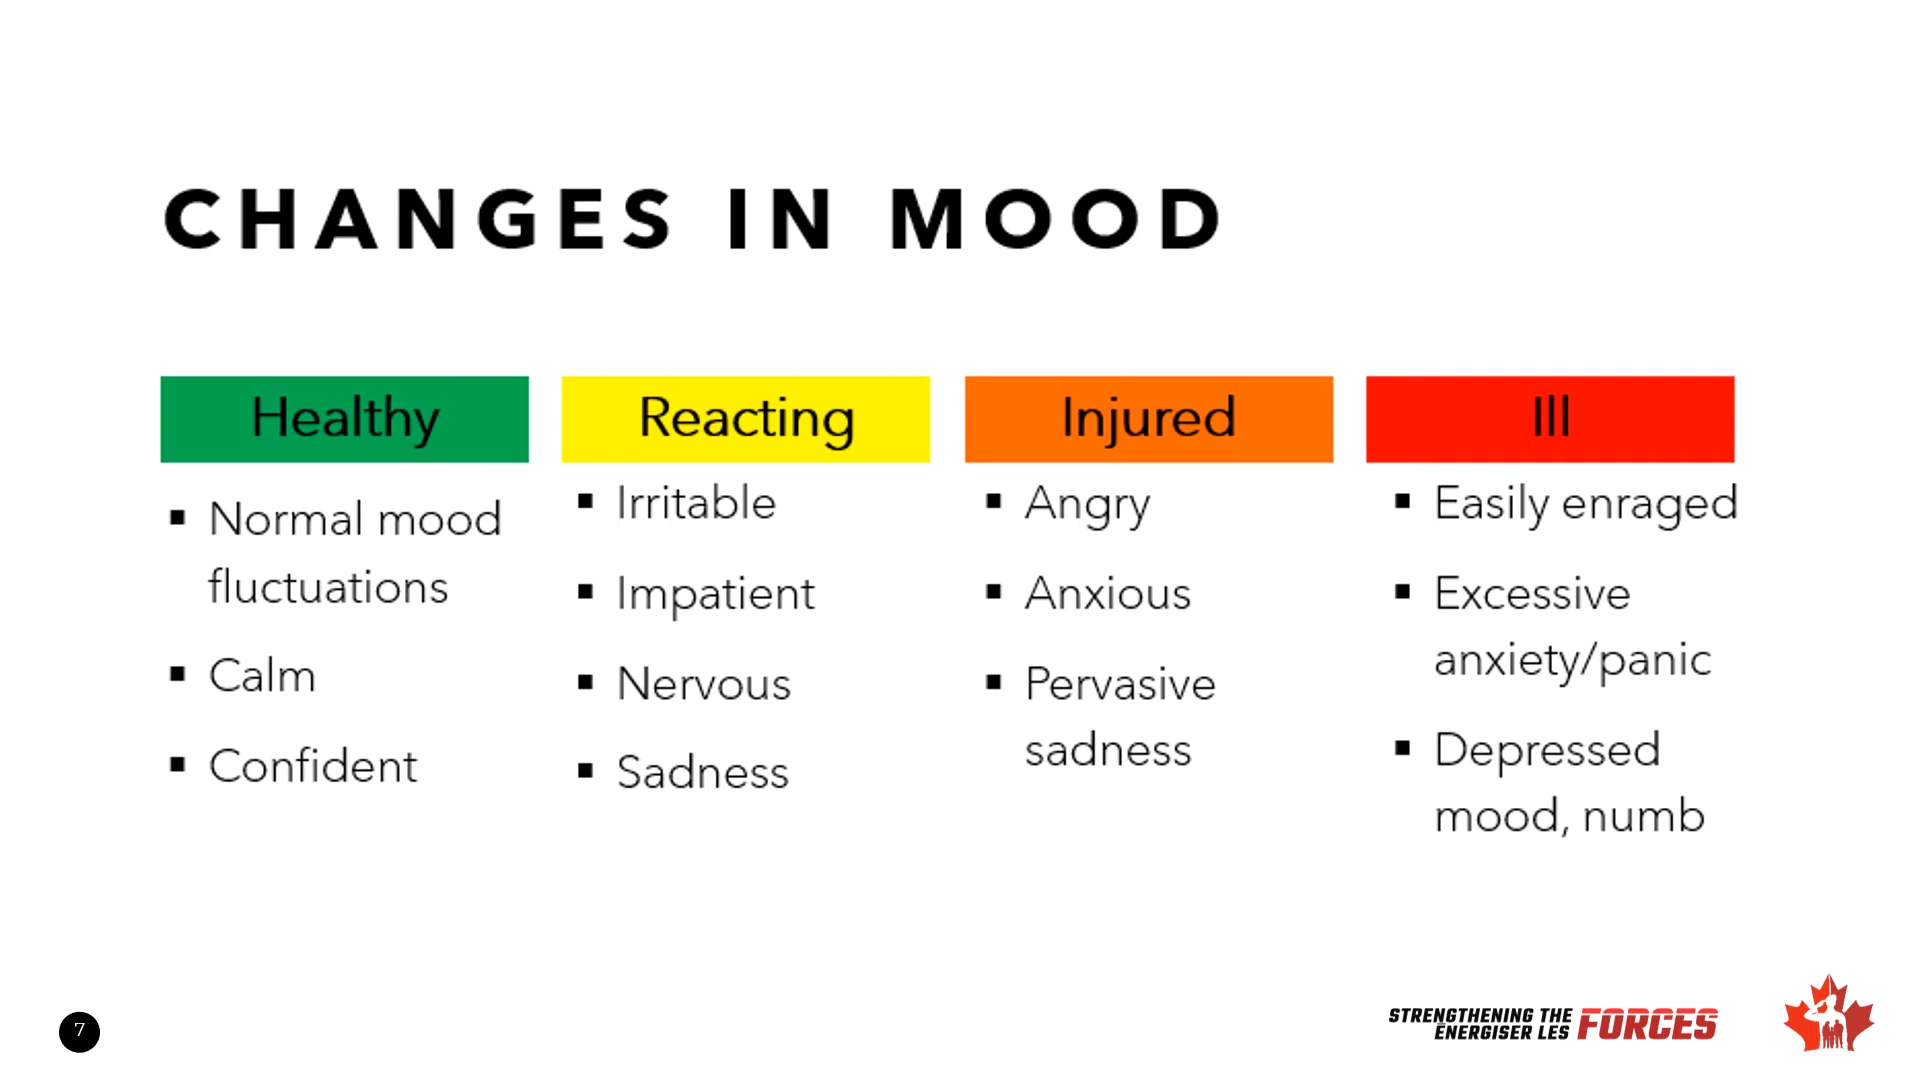 CHANGES IN MOOD
Healthy
▪ Normal mood
fluctuations
▪ Calm
▪ Confident
Reacting
▪ Irritable
▪ Impatient
▪ Nervous
▪ Sadness
Injured
▪ Angry
▪ Anxious
▪ Pervasive
sadness
Ill
▪ Easily enraged
▪ Excessive
anxiety/panic
▪ Depressed
mood, numb
7
STRENGTHENING THE
ÉNERGISER LES FORCES